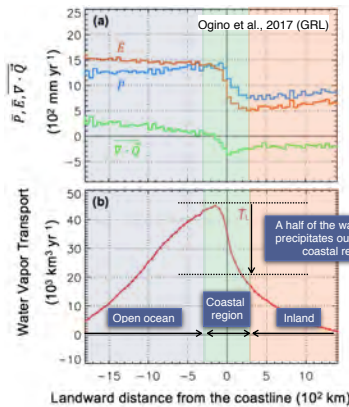 (a)
Ogino et al., 2017 (GRL)
E
P
∇ · Q
P, E, ∇ · Q
(10² mm yr⁻¹)
20
15
10
5
0
−5
(b)
T
A half of the wa
precipitates ou
coastal re
Open ocean
Coastal
region
Inland
Water Vapor Transport
(10³ km³ yr⁻¹)
50
40
30
20
10
0
−10
−15
−10
−5
0
5
10
Landward distance from the coastline (10² km)